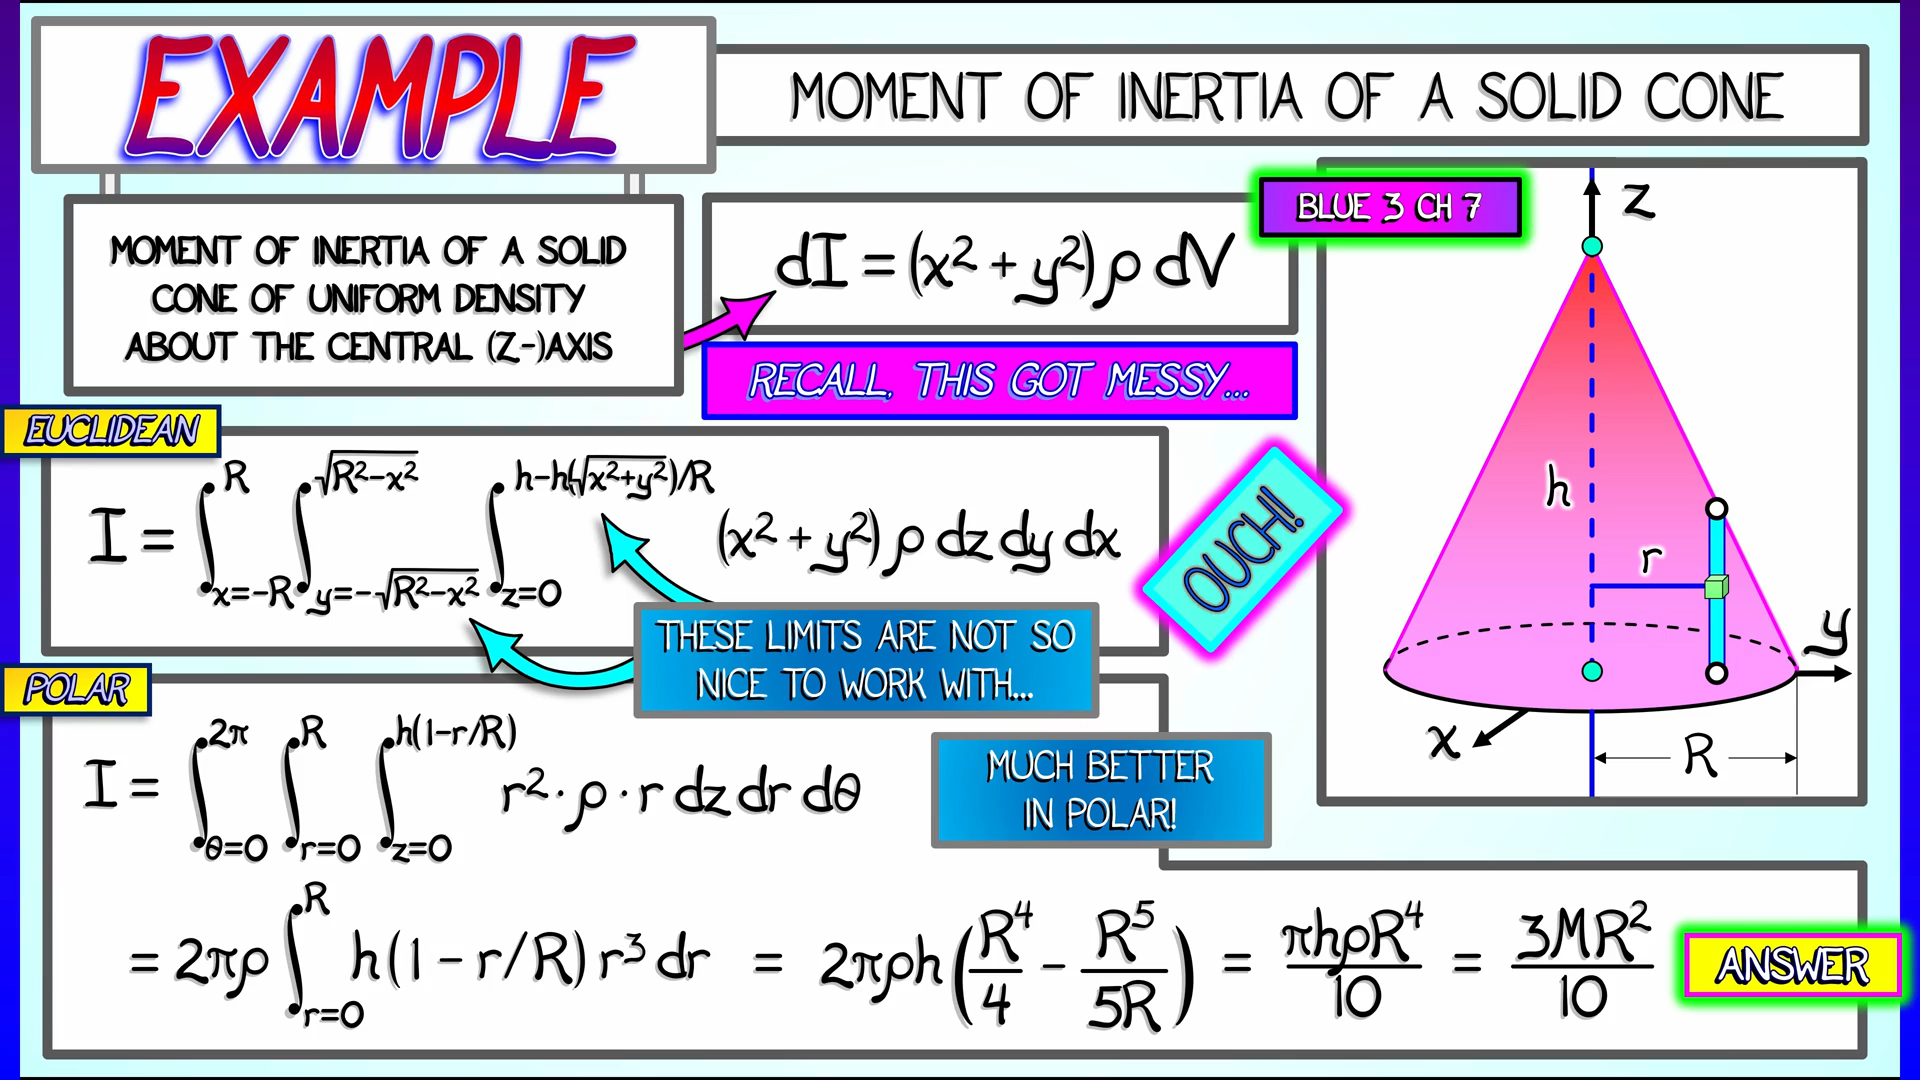 EXAMPLE
MOMENT OF INERTIA OF A SOLID CONE
MOMENT OF INERTIA OF A SOLID
CONE OF UNIFORM DENSITY
ABOUT THE CENTRAL (Z-)AXIS
dI = (x² + y²) ρ dV
BLUE 3 CH 7
RECALL, THIS GOT MESSY...
EUCLIDEAN
I = ∫_{x=-R}^{R} ∫_{y=-√(R²-x²)}^{√(R²-x²)} ∫_{z=0}^{h-h(√(x²+y²))/R} (x² + y²) ρ dz dy dx
OUCH!
THESE LIMITS ARE NOT SO
NICE TO WORK WITH...
POLAR
I = ∫_{θ=0}^{2π} ∫_{r=0}^{R} ∫_{z=0}^{h(1-r/R)} r² · ρ · r dz dr dθ
MUCH BETTER
IN POLAR!
= 2πρ ∫_{r=0}^{R} h(1 - r/R) r³ dr = 2πρh(R⁴/4 - R⁵/5R) = πhρR⁴/10 = 3MR²/10
ANSWER
z
h
r
y
x
R